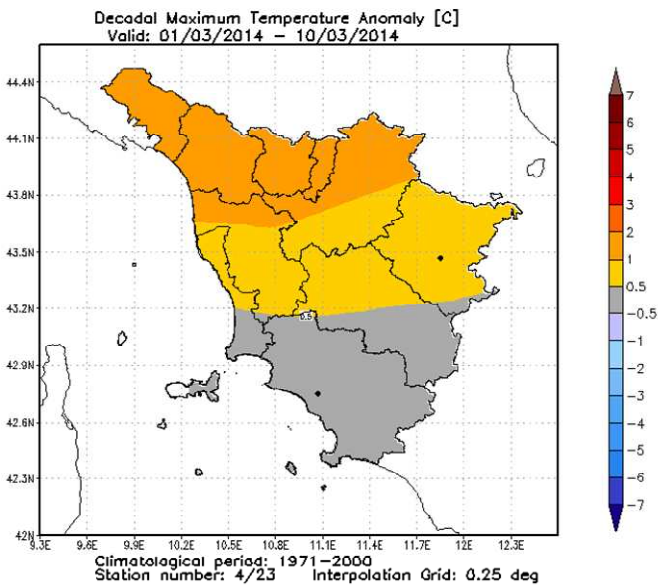 Decadal Maximum Temperature Anomaly [C]
Valid: 01/03/2014 – 10/03/2014
44.4N
44.1N
43.8N
43.5N
43.2N
42.9N
42.6N
42.3N
42N
9.3E 9.6E 9.9E 10.2E 10.5E 10.8E 11.1E 11.4E 11.7E 12E 12.3E
0.5
7
6
5
4
3
2
1
0.5
−0.5
−1
−2
−3
−4
−5
−6
−7
Climatological period: 1971–2000
Station number: 4/23 Interpolation Grid: 0.25 deg